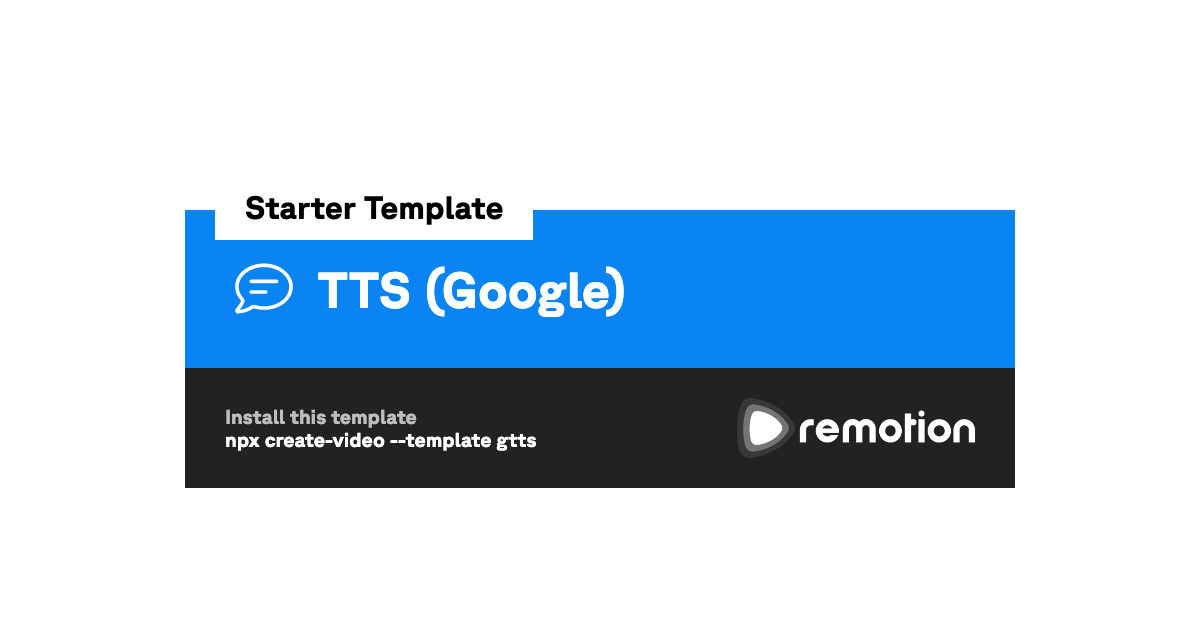 Starter Template
TTS (Google)
Install this template
npx create-video --template gtts
remotion